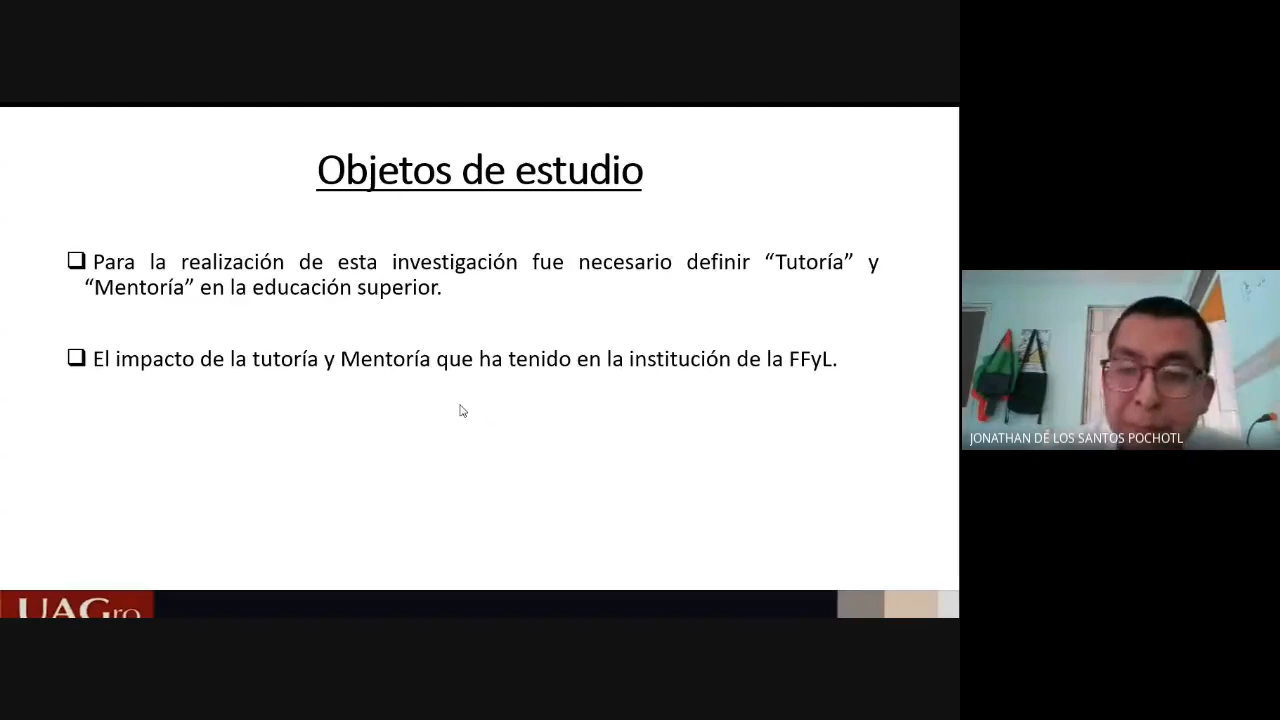 Objetos de estudio
Para la realización de esta investigación fue necesario definir “Tutoría” y
“Mentoría” en la educación superior.
El impacto de la tutoría y Mentoría que ha tenido en la institución de la FFyL.
JONATHAN DE LOS SANTOS POCHOTL
UAGro